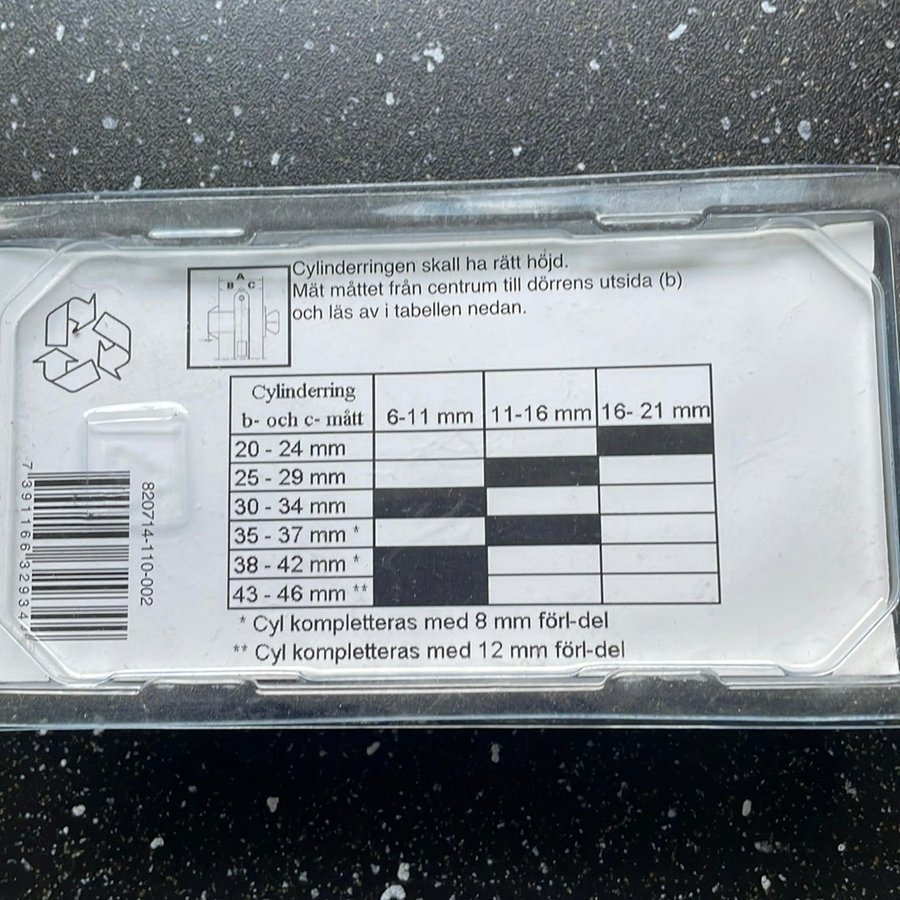 Cylinderringen skall ha rätt höjd.
Mät måttet från centrum till dörrens utsida (b)
och läs av i tabellen nedan.
A
B C
Cylinderring
b- och c- mått
6-11 mm 11-16 mm 16- 21 mm
20 - 24 mm
25 - 29 mm
30 - 34 mm
35 - 37 mm *
38 - 42 mm *
43 - 46 mm **
* Cyl kompletteras med 8 mm förl-del
** Cyl kompletteras med 12 mm förl-del
820714-110-002